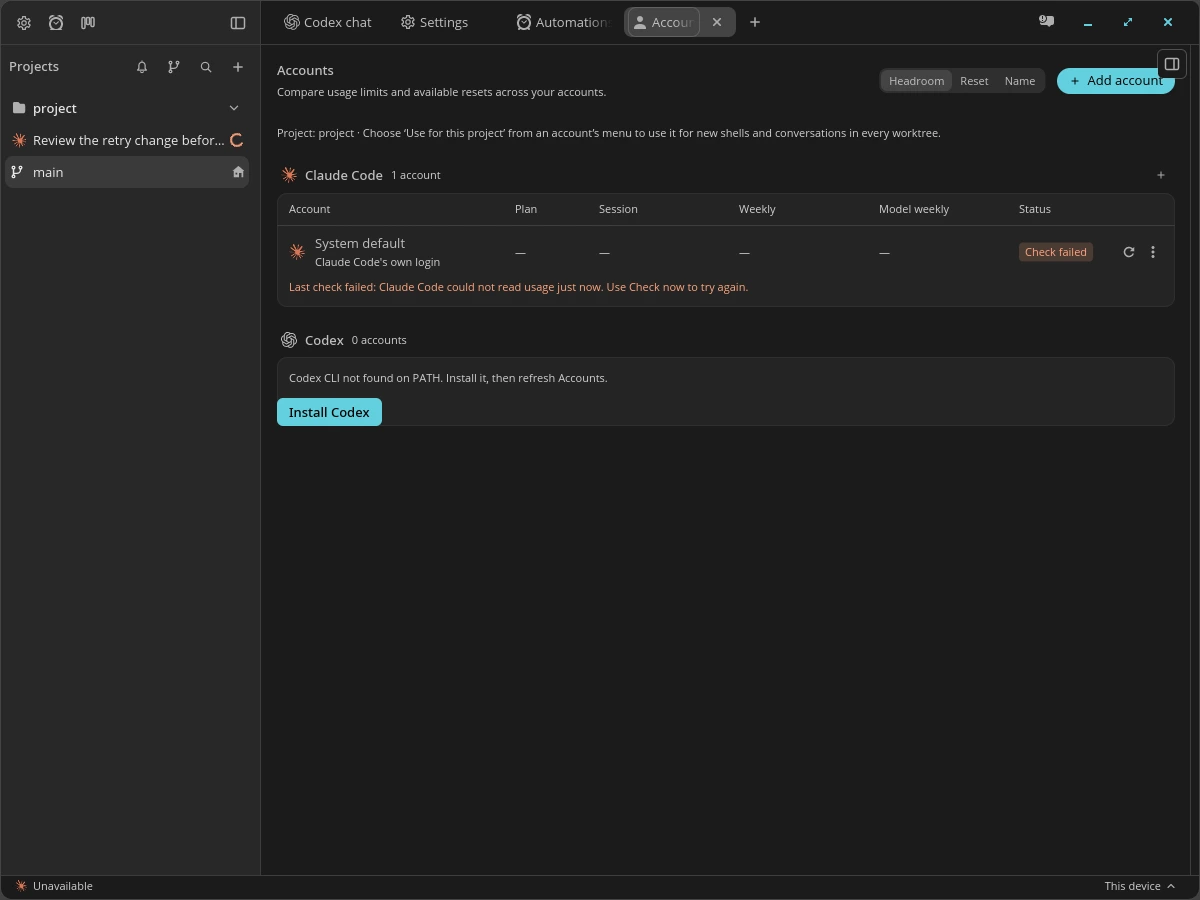 Codex chat
Settings
Automation
Accour
Projects
project
Review the retry change befor...
main
Accounts
Compare usage limits and available resets across your accounts.
Headroom Reset Name
+ Add account
Project: project · Choose ‘Use for this project’ from an account’s menu to use it for new shells and conversations in every worktree.
Claude Code 1 account
Account Plan Session Weekly Model weekly Status
System default
Claude Code's own login
— — — — Check failed
Last check failed: Claude Code could not read usage just now. Use Check now to try again.
Codex 0 accounts
Codex CLI not found on PATH. Install it, then refresh Accounts.
Install Codex
Unavailable
This device